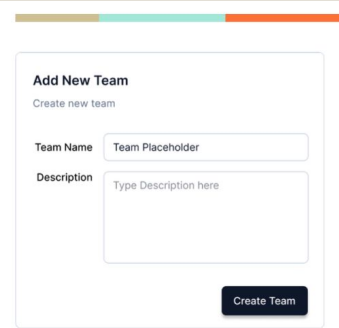 Add New Team
Create new team
Team Name Team Placeholder
Description Type Description here
Create Team